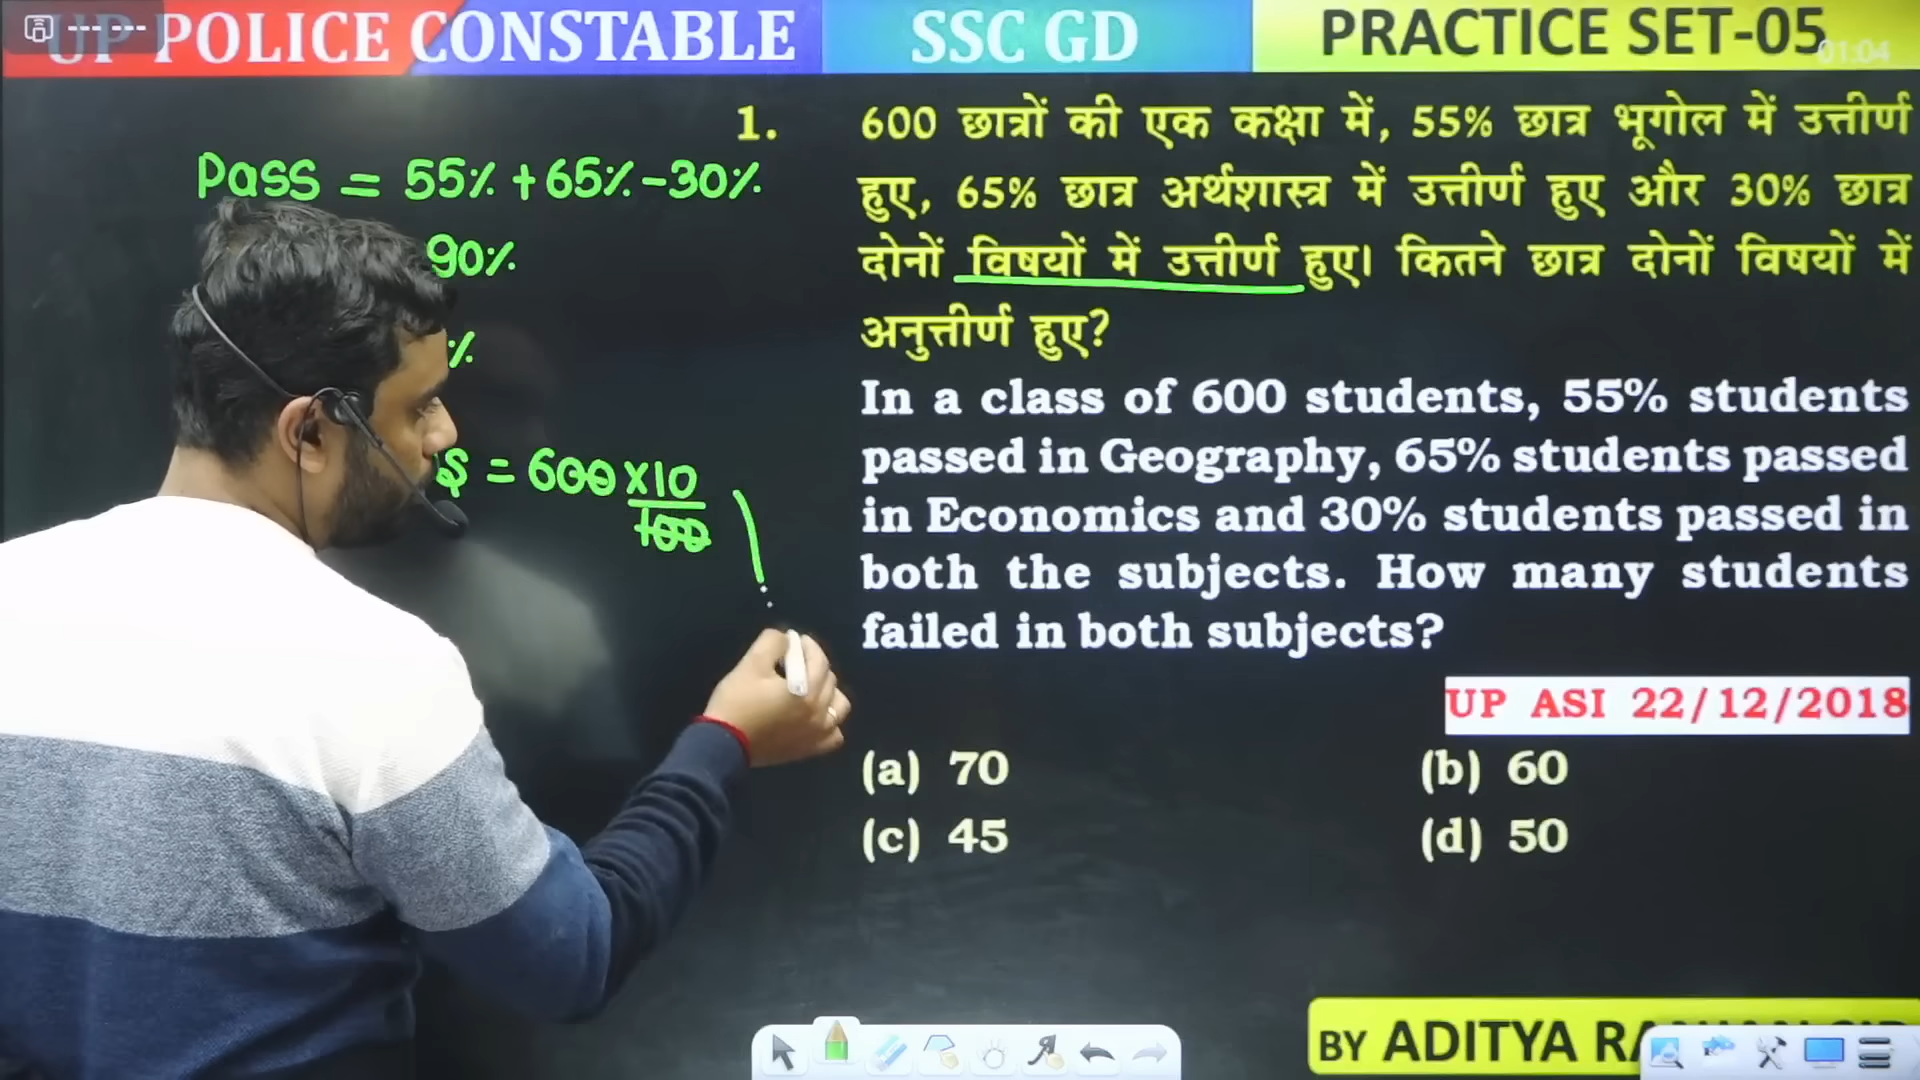 UP POLICE CONSTABLE
SSC GD
PRACTICE SET-05
01:04
Pass = 55% + 65% - 30%
90%
%
= 600 × 10
100
1. 600 छात्रों की एक कक्षा में, 55% छात्र भूगोल में उत्तीर्ण
हुए, 65% छात्र अर्थशास्त्र में उत्तीर्ण हुए और 30% छात्र
दोनों विषयों में उत्तीर्ण हुए। कितने छात्र दोनों विषयों में
अनुत्तीर्ण हुए?
In a class of 600 students, 55% students
passed in Geography, 65% students passed
in Economics and 30% students passed in
both the subjects. How many students
failed in both subjects?
UP ASI 22/12/2018
(a) 70
(b) 60
(c) 45
(d) 50
BY ADITYA